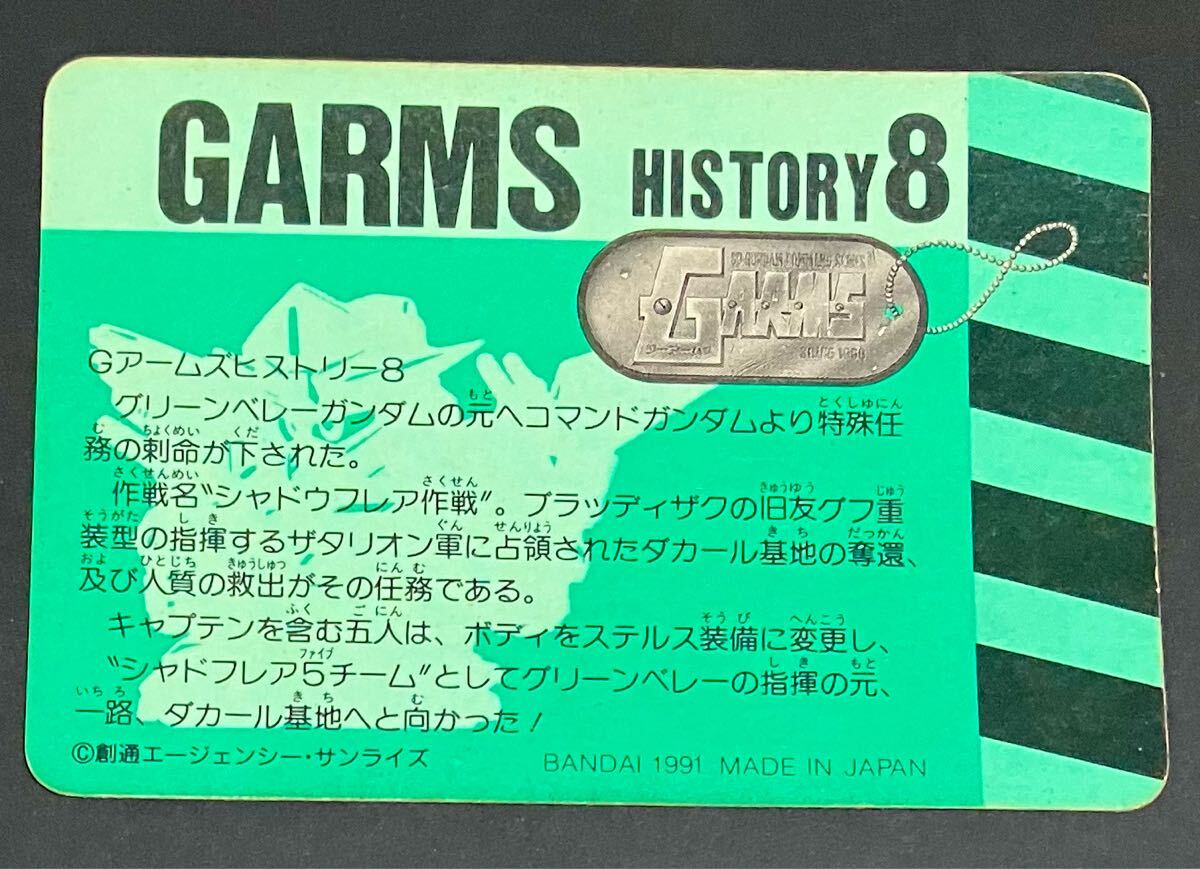 GARMS HISTORY 8
GARMS
Gアームズヒストリー8
グリーンベレーガンダムの元へコマンドガンダムより特殊任
務の剌命が下された。
作戦名"シャドウフレア作戦"。ブラッディザクの旧友グフ重
装型の指揮するザタリオン軍に占領されたダカール基地の奪還、
及び人質の救出がその任務である。
キャプテンを含む五人は、ボディをステルス装備に変更し、
"シャドフレア5チーム"としてグリーンベレーの指揮の元、
一路、ダカール基地へと向かった!
©創通エージェンシー・サンライズ
BANDAI 1991 MADE IN JAPAN